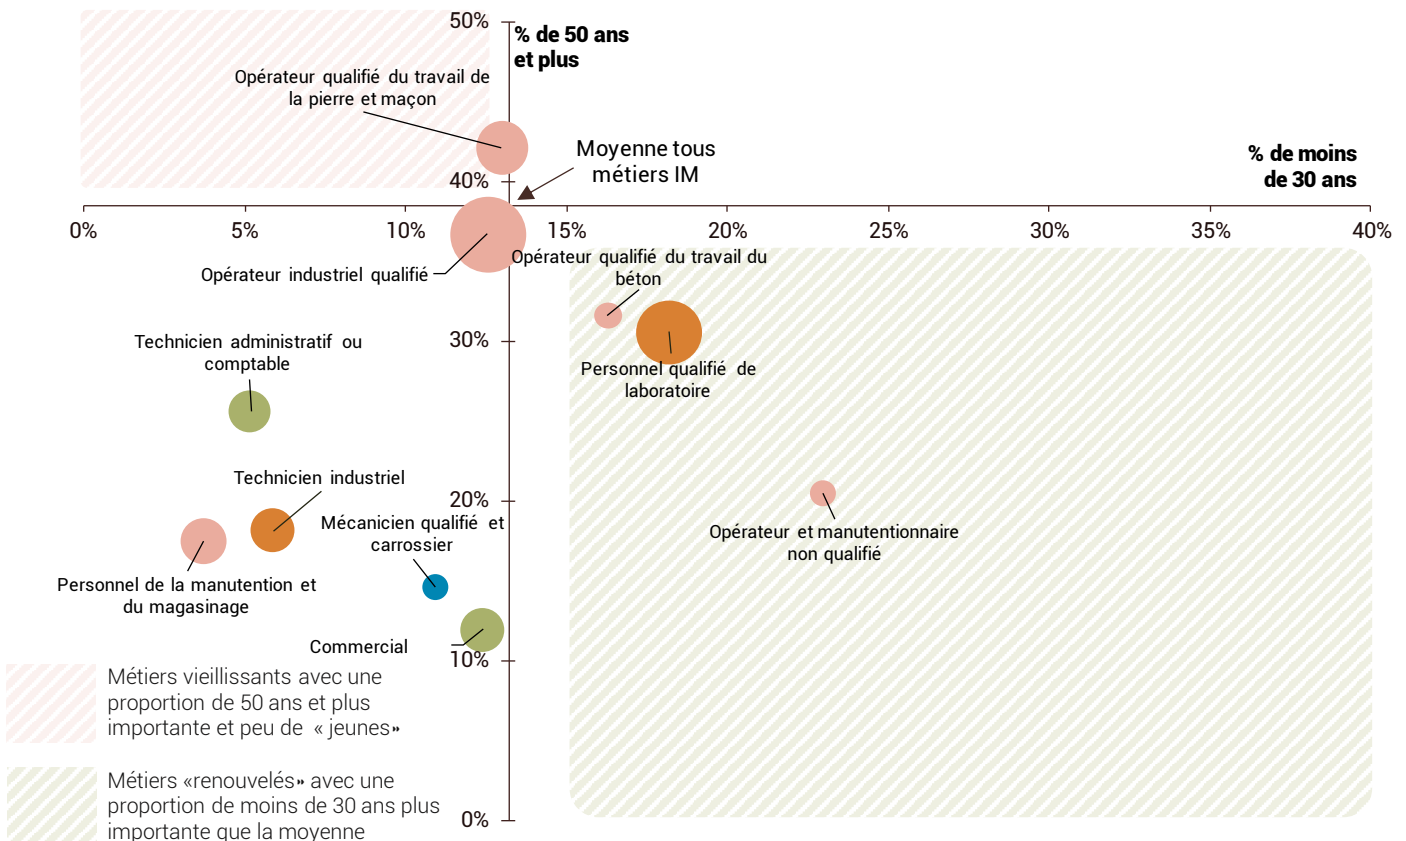 50%
% de 50 ans
et plus
Opérateur qualifié du travail de
la pierre et maçon
Moyenne tous
métiers IM
% de moins
de 30 ans
40%
0%
5%
10%
15%
20%
25%
30%
35%
40%
Opérateur qualifié du travail du
béton
Opérateur industriel qualifié
30%
Technicien administratif ou
comptable
Personnel qualifié de
laboratoire
Technicien industriel
20%
Mécanicien qualifié et
carrossier
Opérateur et manutentionnaire
non qualifié
Personnel de la manutention et
du magasinage
Commercial
10%
Métiers vieillissants avec une
proportion de 50 ans et plus
importante et peu de « jeunes»
Métiers «renouvelés» avec une
proportion de moins de 30 ans plus
importante que la moyenne
0%